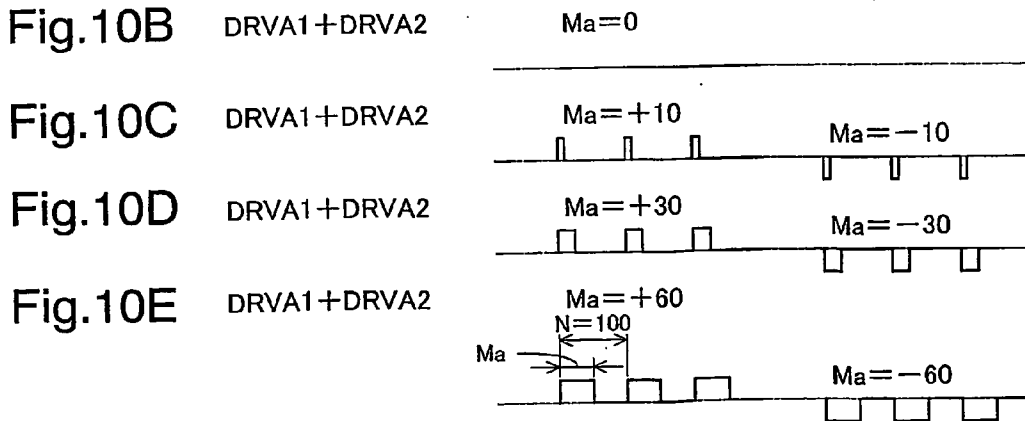 Fig.10B DRVA1+DRVA2 Ma=0
Fig.10C DRVA1+DRVA2 Ma=+10 Ma=-10
Fig.10D DRVA1+DRVA2 Ma=+30 Ma=-30
Fig.10E DRVA1+DRVA2 Ma=+60
N=100
Ma
Ma=-60